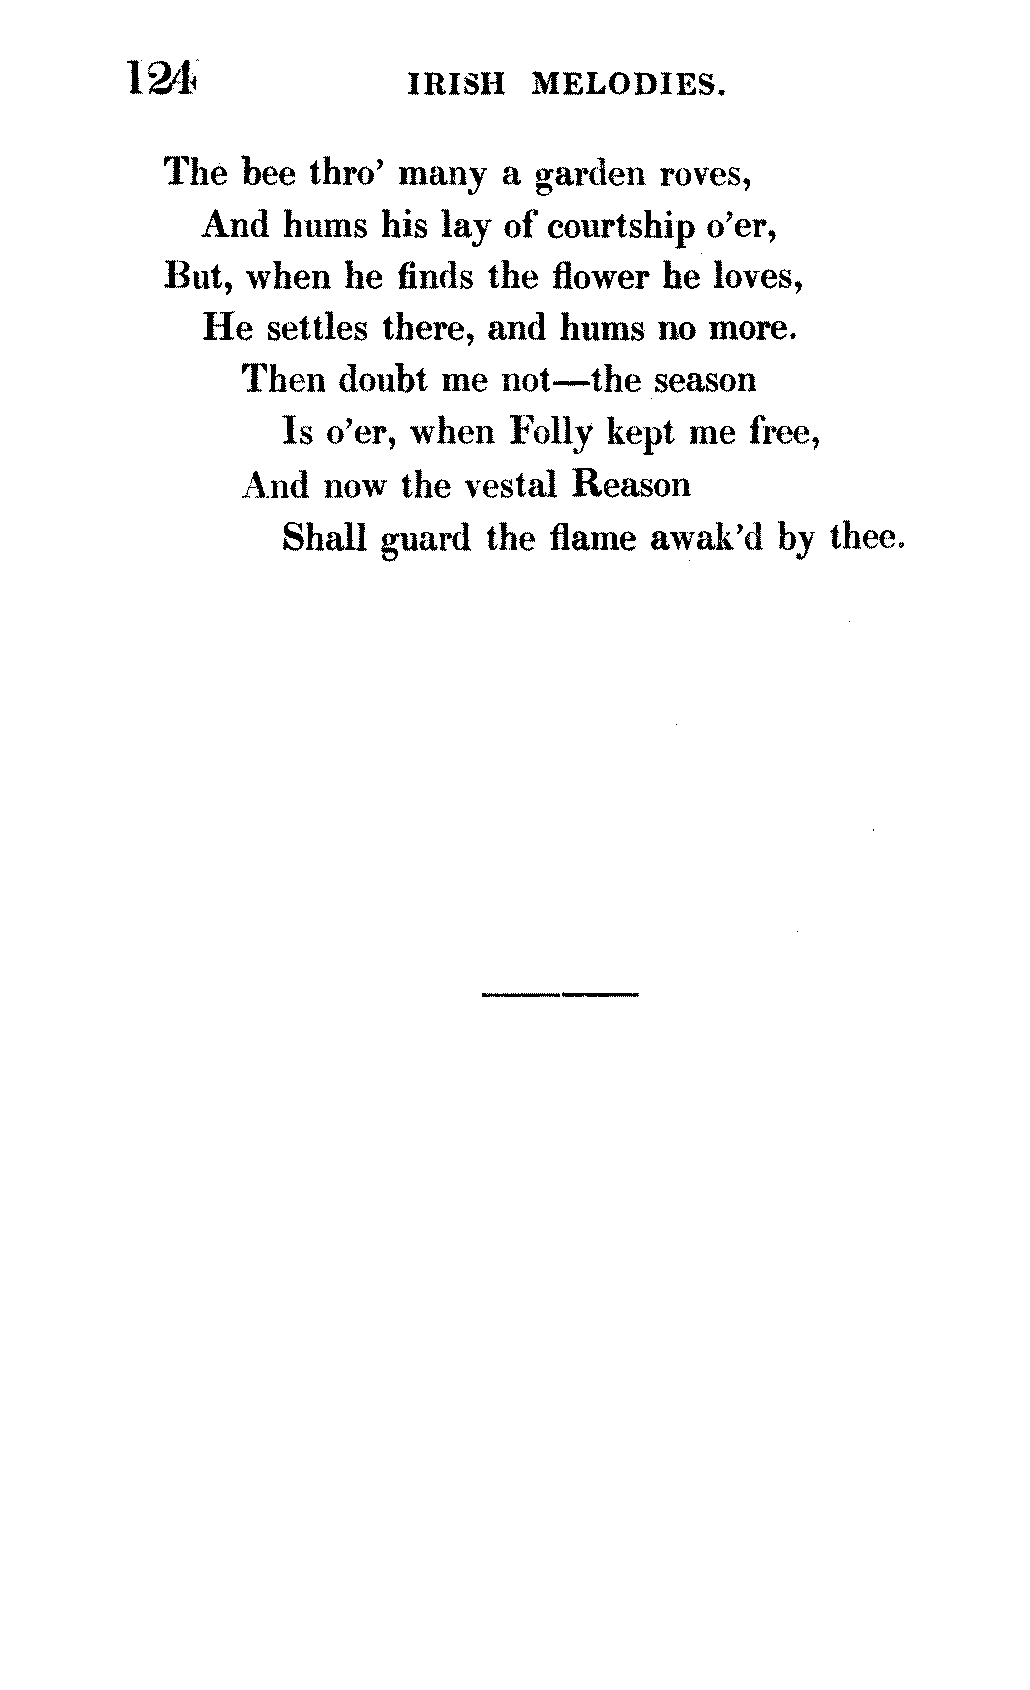 124 IRISH MELODIES.
The bee thro' many a garden roves,
And hums his lay of courtship o'er,
But, when he finds the flower he loves,
He settles there, and hums no more.
Then doubt me not—the season
Is o'er, when Folly kept me free,
And now the vestal Reason
Shall guard the flame awak'd by thee.